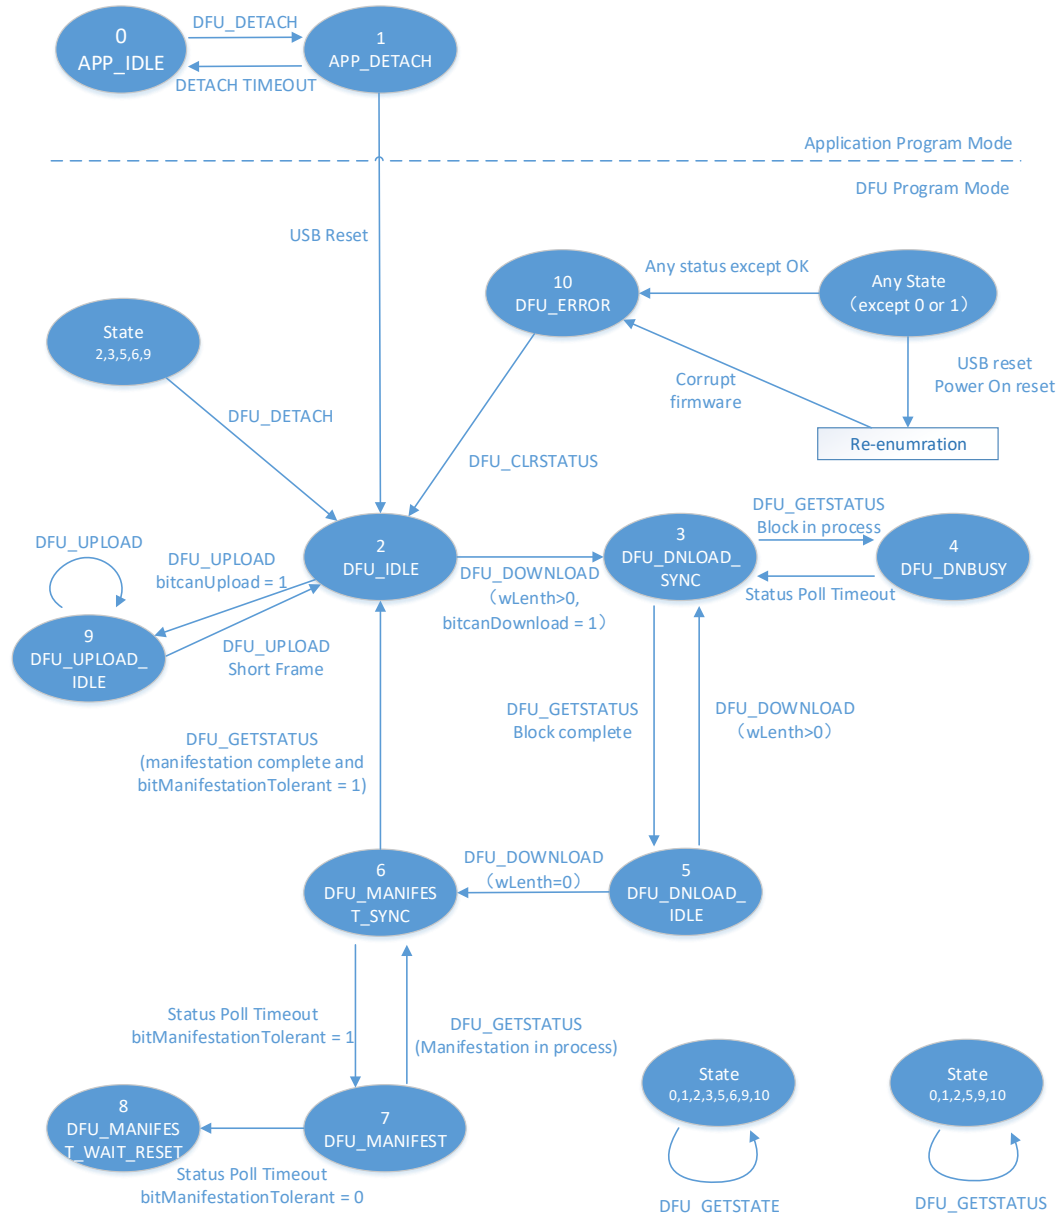 0
APP_IDLE
DFU_DETACH
1
APP_DETACH
DETACH TIMEOUT
Application Program Mode
DFU Program Mode
USB Reset
Any status except OK
10
DFU_ERROR
Any State
（except 0 or 1）
State
2,3,5,6,9
USB reset
Power On reset
Corrupt
firmware
DFU_DETACH
Re-enumration
DFU_CLRSTATUS
DFU_GETSTATUS
Block in process
DFU_UPLOAD
DFU_UPLOAD
bitcanUpload = 1
2
DFU_IDLE
DFU_DOWNLOAD
（wLenth>0,
bitcanDownload = 1）
3
DFU_DNLOAD_
SYNC
4
DFU_DNBUSY
Status Poll Timeout
9
DFU_UPLOAD_
IDLE
DFU_UPLOAD
Short Frame
DFU_GETSTATUS
Block complete
DFU_DOWNLOAD
（wLenth>0）
DFU_GETSTATUS
(manifestation complete and
bitManifestationTolerant = 1)
6
DFU_MANIFES
T_SYNC
DFU_DOWNLOAD
（wLenth=0）
5
DFU_DNLOAD_
IDLE
Status Poll Timeout
bitManifestationTolerant = 1
DFU_GETSTATUS
(Manifestation in process)
State
0,1,2,3,5,6,9,10
State
0,1,2,5,9,10
8
DFU_MANIFES
T_WAIT_RESET
7
DFU_MANIFEST
Status Poll Timeout
bitManifestationTolerant = 0
DFU_GETSTATE
DFU_GETSTATUS